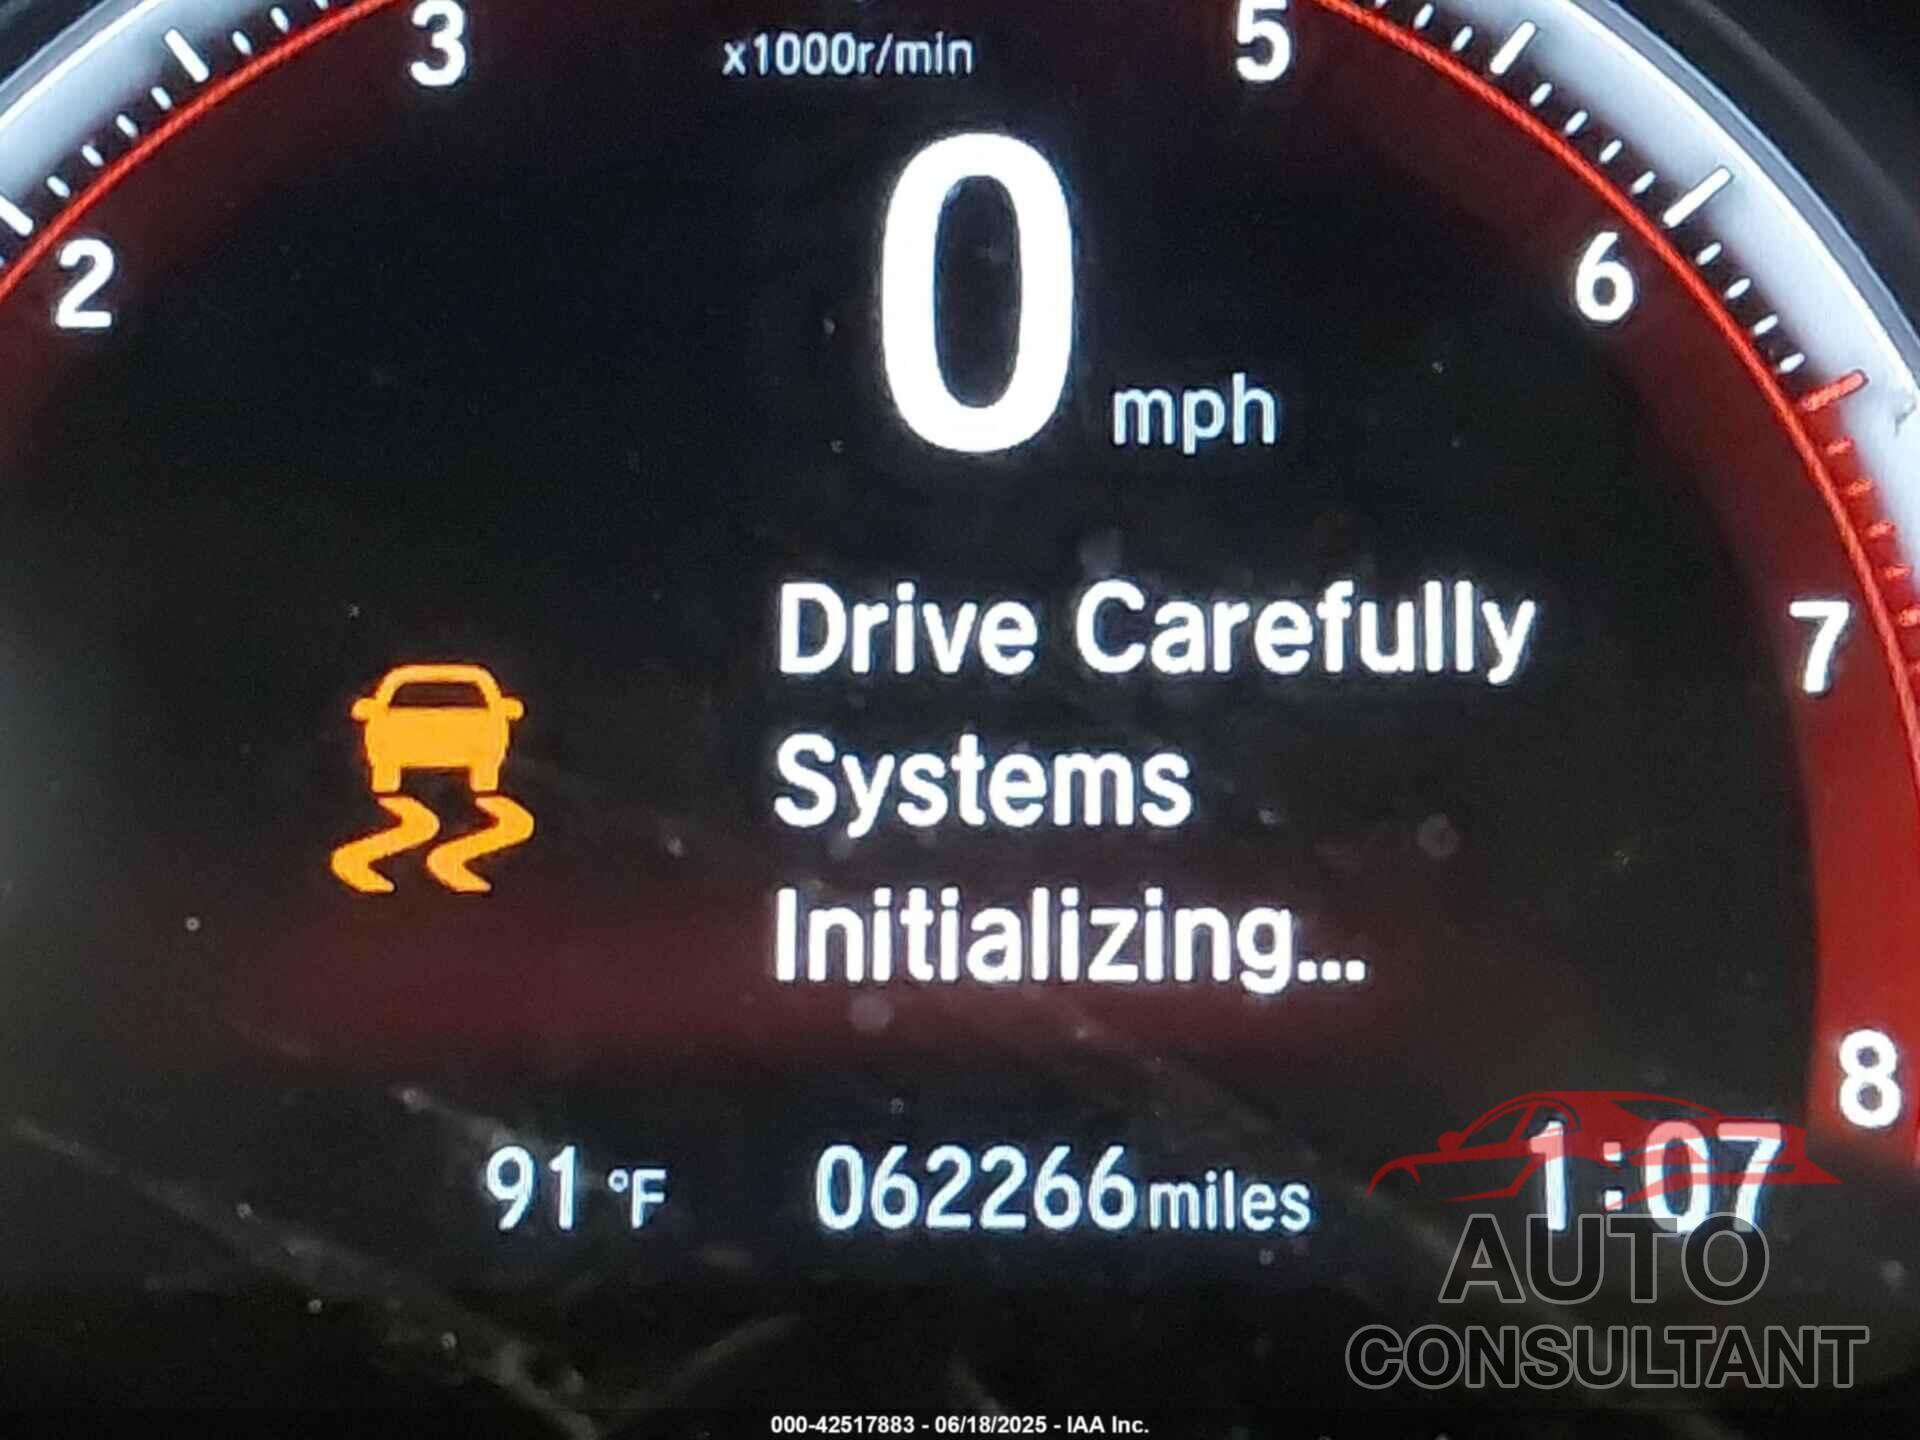 3
x1000r/min
5
2
0
mph
6
Drive Carefully
7
Systems
Initializing...
8
91 °F
062266 miles
1:07
AUTO
CONSULTANT
000-42517883 - 06/18/2025 - IAA Inc.